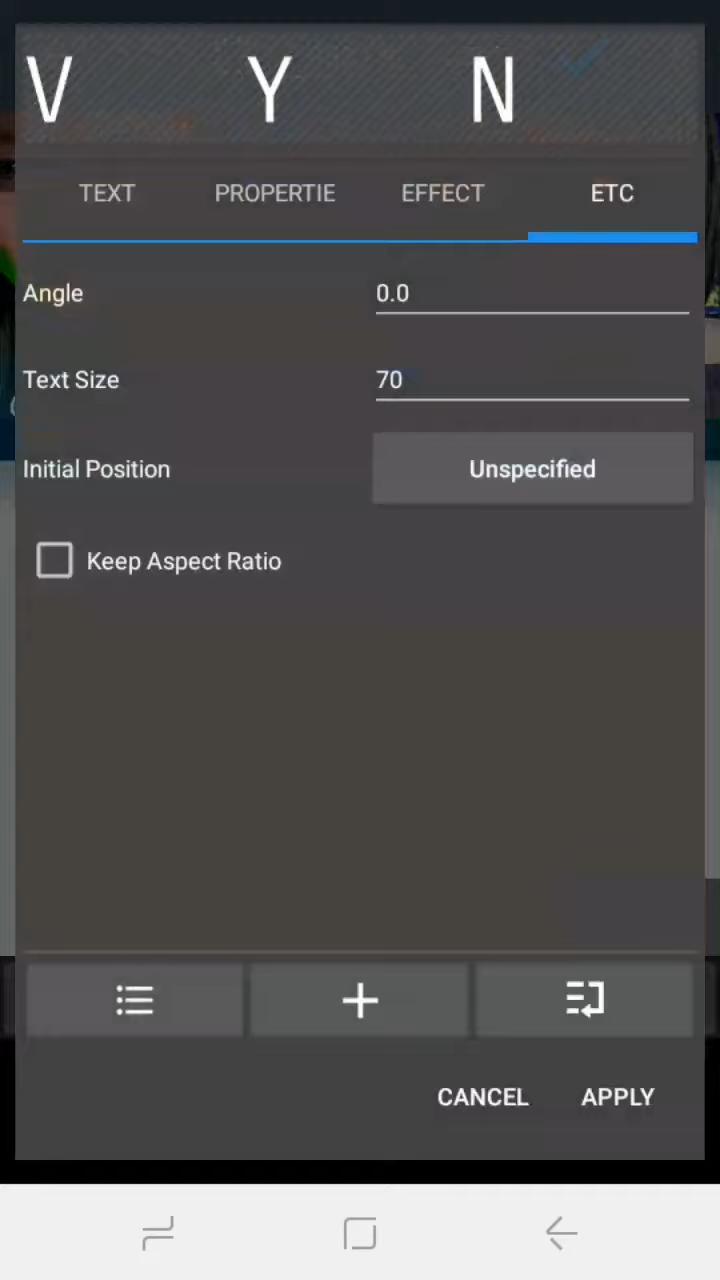 V Y N
TEXT PROPERTIE EFFECT ETC
Angle 0.0
Text Size 70
Initial Position Unspecified
Keep Aspect Ratio
CANCEL APPLY